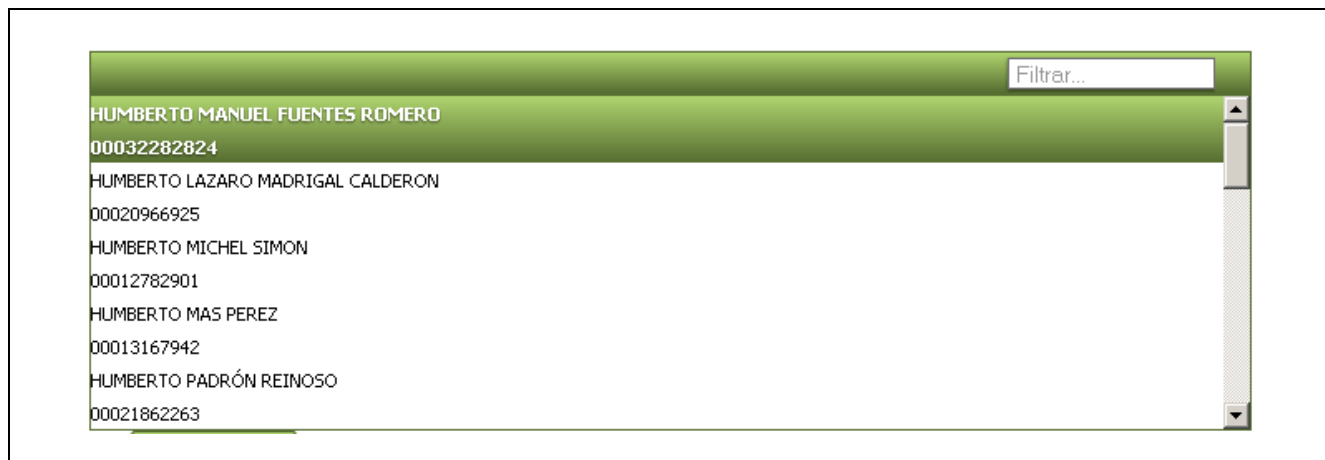 Filtrar...
HUMBERTO MANUEL FUENTES ROMERO
00032282824
HUMBERTO LAZARO MADRIGAL CALDERON
00020966925
HUMBERTO MICHEL SIMON
00012782901
HUMBERTO MAS PEREZ
00013167942
HUMBERTO PADRÓN REINOSO
00021862263